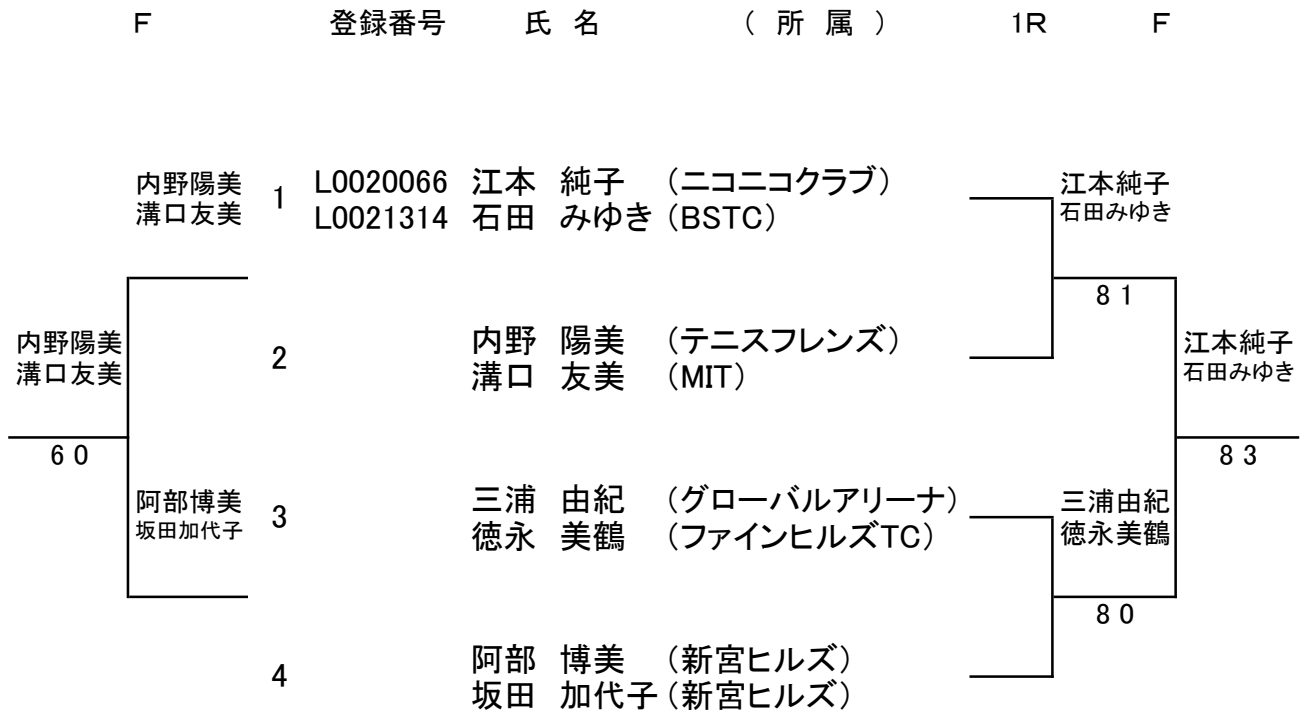 F 登録番号 氏 名 ( 所 属 ) 1R F
内野陽美 溝口友美
1 L0020066 江本 純子 (ニコニコクラブ)
L0021314 石田 みゆき (BSTC)
江本純子 石田みゆき
8 1
内野陽美 溝口友美
2 内野 陽美 (テニスフレンズ)
溝口 友美 (MIT)
江本純子 石田みゆき
6 0
8 3
阿部博美 坂田加代子
3 三浦 由紀 (グローバルアリーナ)
徳永 美鶴 (ファインヒルズTC)
三浦由紀 徳永美鶴
8 0
4 阿部 博美 (新宮ヒルズ)
坂田 加代子 (新宮ヒルズ)